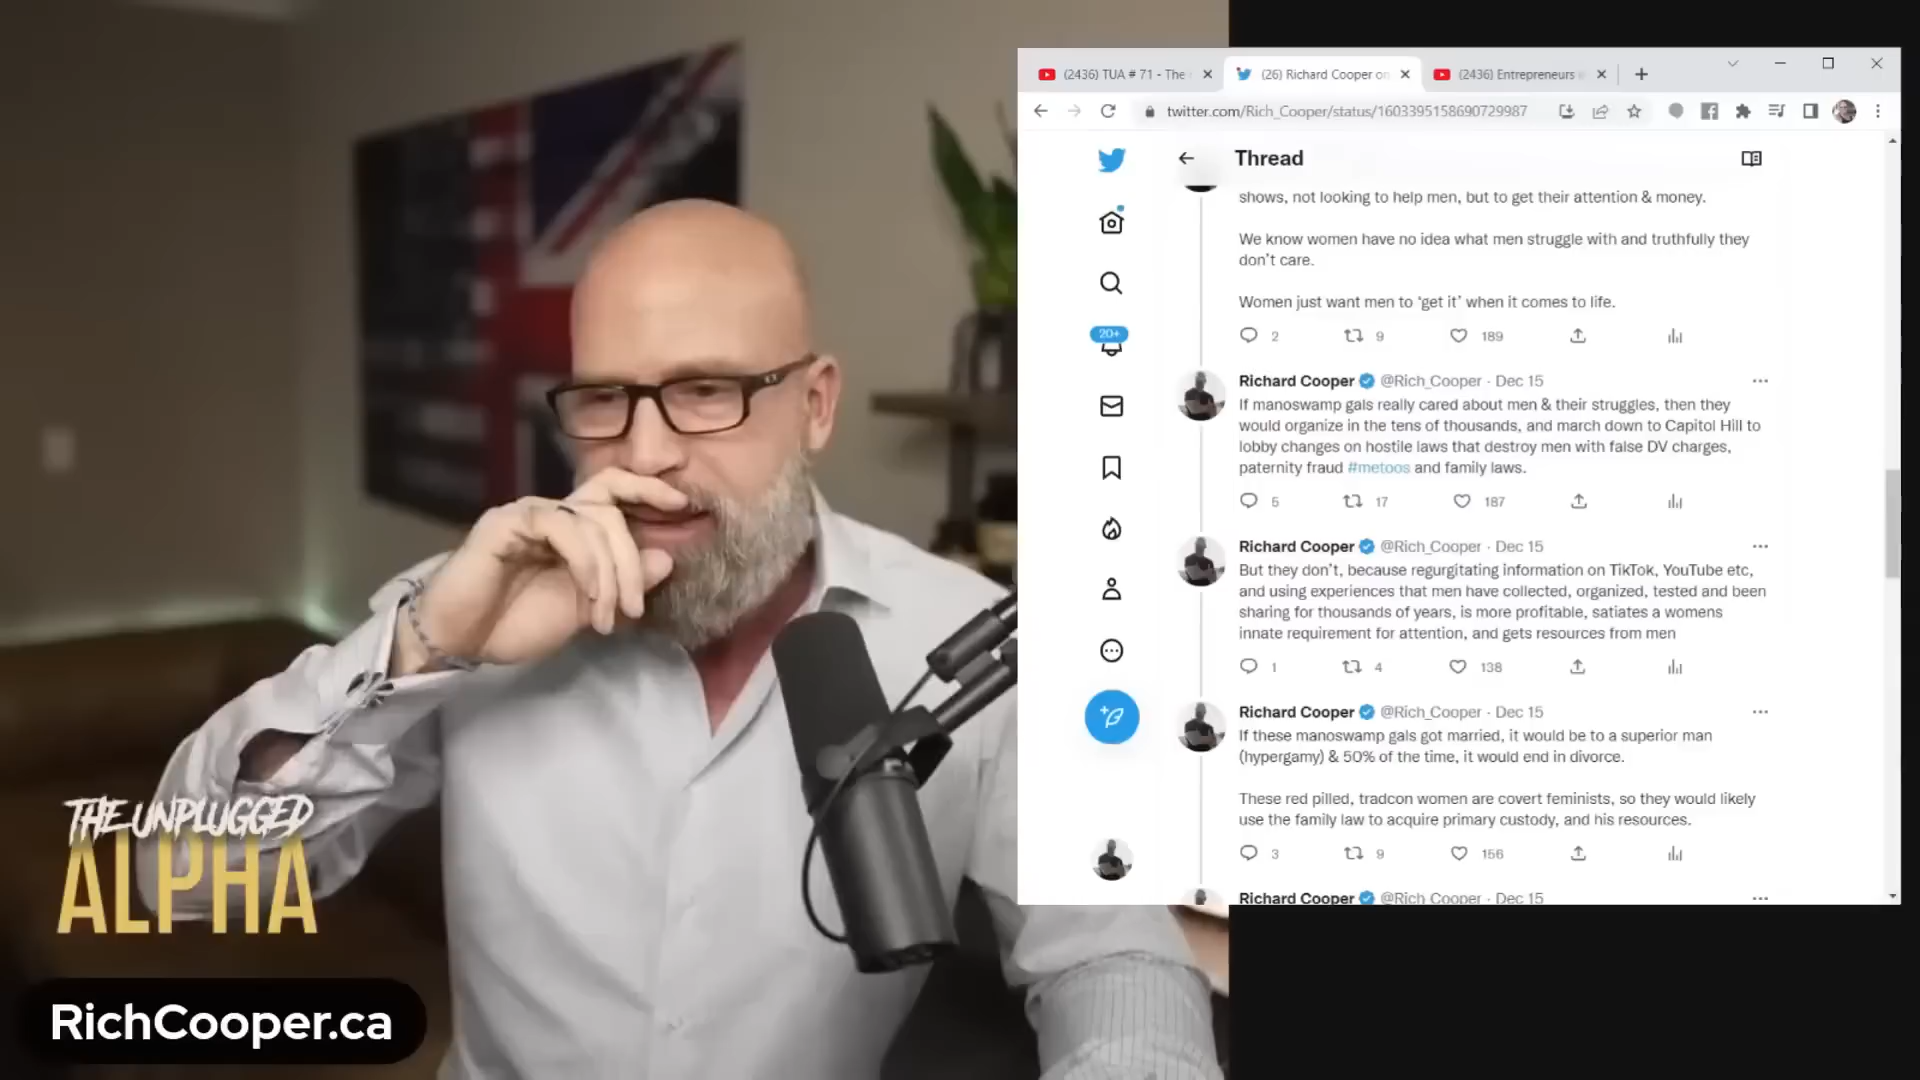 THE UNPLUGGED
ALPHA
RichCooper.ca
(2436) TUA # 71 - The
(26) Richard Cooper on
(2436) Entrepreneurs
twitter.com/Rich_Cooper/status/1603395158690729987
Thread
20+
shows, not looking to help men, but to get their attention & money.
We know women have no idea what men struggle with and truthfully they
don't care.
Women just want men to 'get it' when it comes to life.
2 9 189
Richard Cooper @Rich_Cooper · Dec 15
If manoswamp gals really cared about men & their struggles, then they
would organize in the tens of thousands, and march down to Capitol Hill to
lobby changes on hostile laws that destroy men with false DV charges,
paternity fraud #metoos and family laws.
5 17 187
Richard Cooper @Rich_Cooper · Dec 15
But they don't, because regurgitating information on TikTok, YouTube etc,
and using experiences that men have collected, organized, tested and been
sharing for thousands of years, is more profitable, satiates a womens
innate requirement for attention, and gets resources from men
1 4 138
Richard Cooper @Rich_Cooper · Dec 15
If these manoswamp gals got married, it would be to a superior man
(hypergamy) & 50% of the time, it would end in divorce.
These red pilled, tradcon women are covert feminists, so they would likely
use the family law to acquire primary custody, and his resources.
3 9 156
Richard Cooper @Rich_Cooper · Dec 15